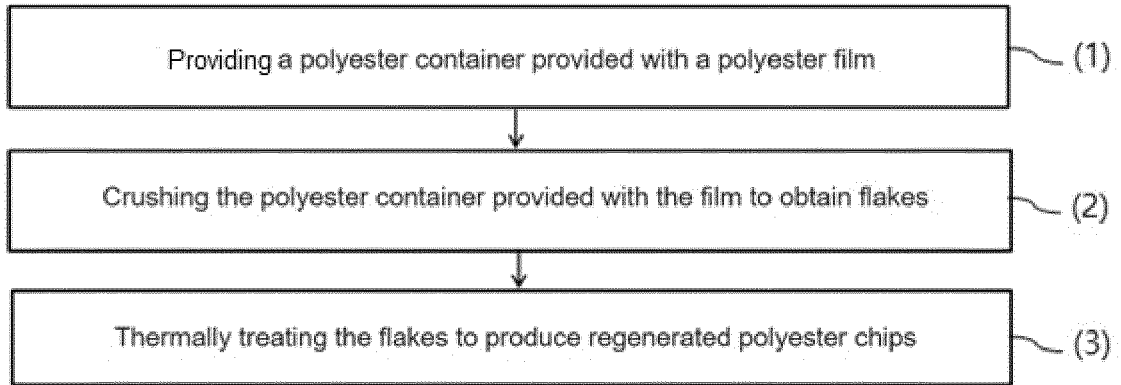 Providing a polyester container provided with a polyester film
(1)
Crushing the polyester container provided with the film to obtain flakes
(2)
Thermally treating the flakes to produce regenerated polyester chips
(3)